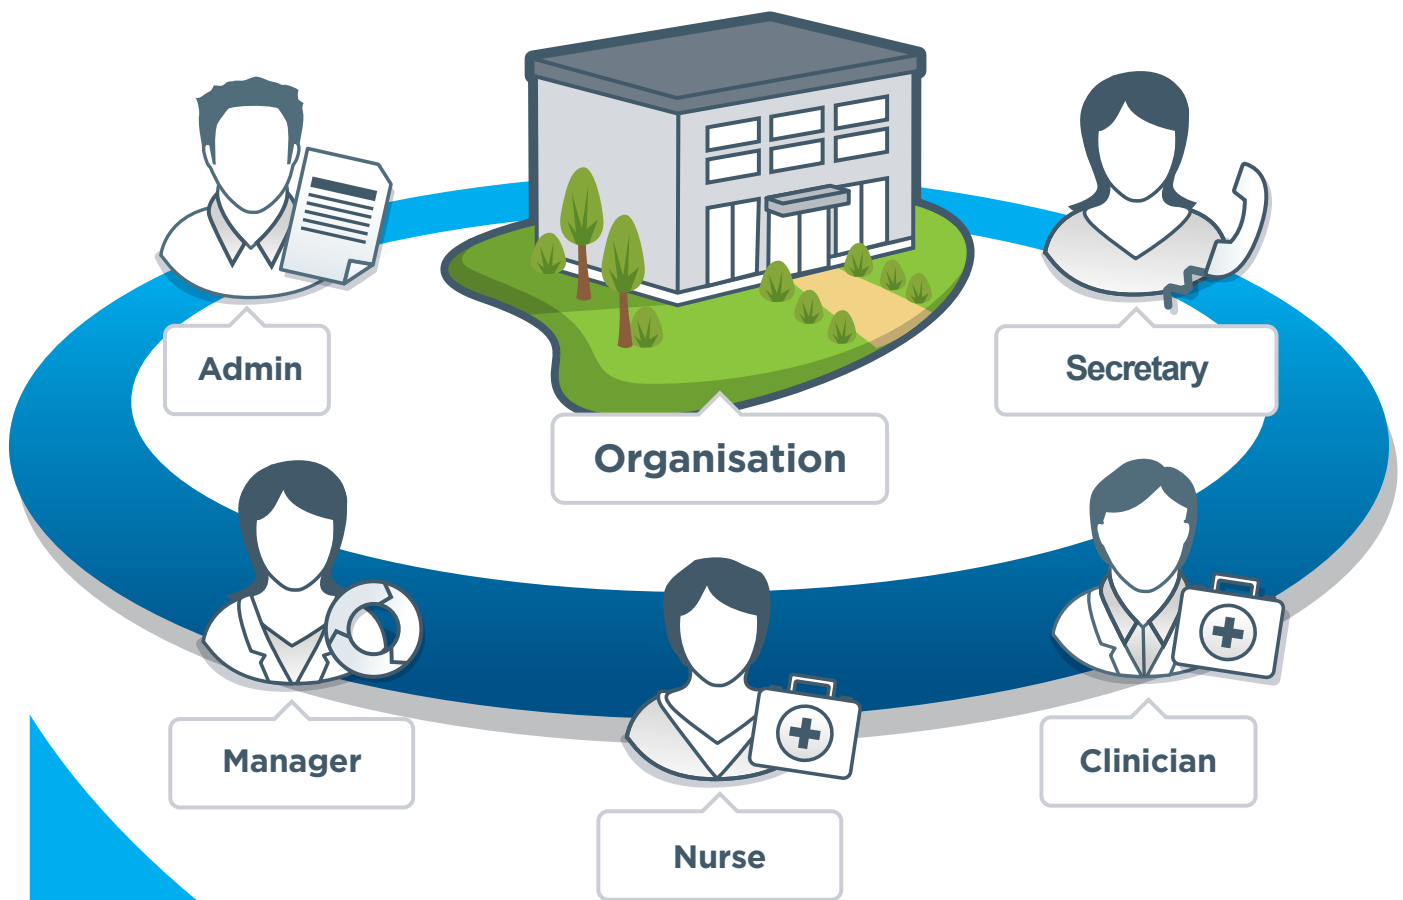 Admin
Secretary
Organisation
Manager
Clinician
Nurse